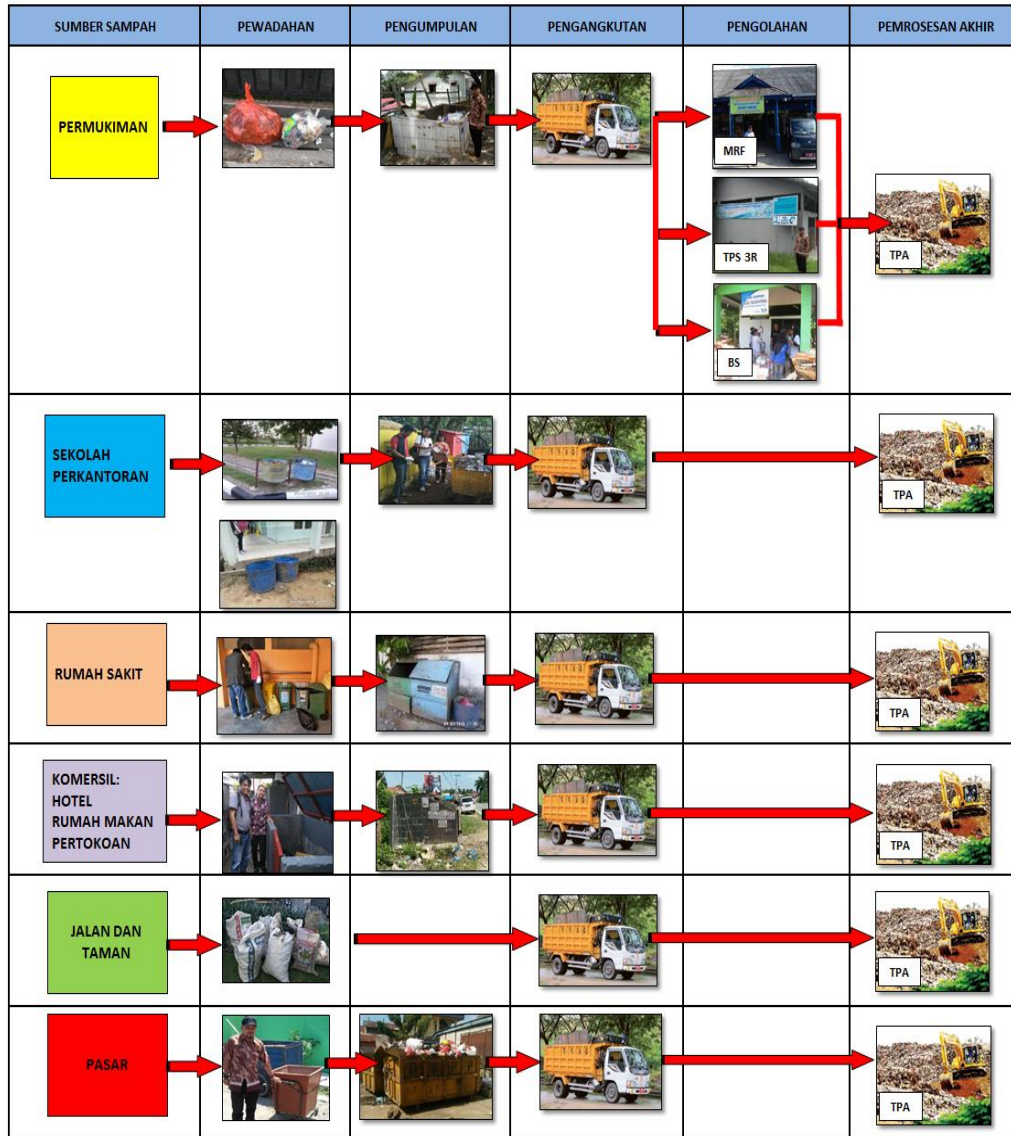 SUMBER SAMPAH
PEWADAHAN
PENGUMPULAN
PENGANGKUTAN
PENGOLAHAN
PEMROSESAN AKHIR
PERMUKIMAN
MRF
TPS 3R
BS
TPA
SEKOLAH
PERKANTORAN
TPA
RUMAH SAKIT
TPA
KOMERSIL:
HOTEL
RUMAH MAKAN
PERTOKOAN
TPA
JALAN DAN
TAMAN
TPA
PASAR
TPA